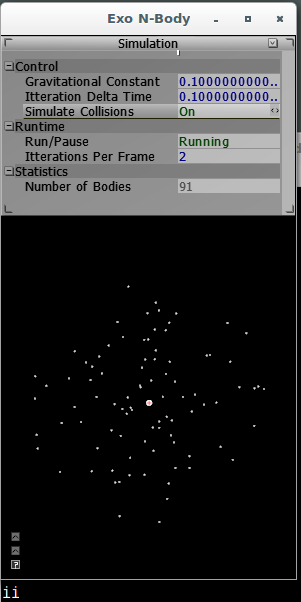 Exo N-Body
Simulation
Control
Gravitational Constant 0.1000000000..
Itteration Delta Time 0.1000000000..
Simulate Collisions On
Runtime
Run/Pause Running
Itterations Per Frame 2
Statistics
Number of Bodies 91
?
ii